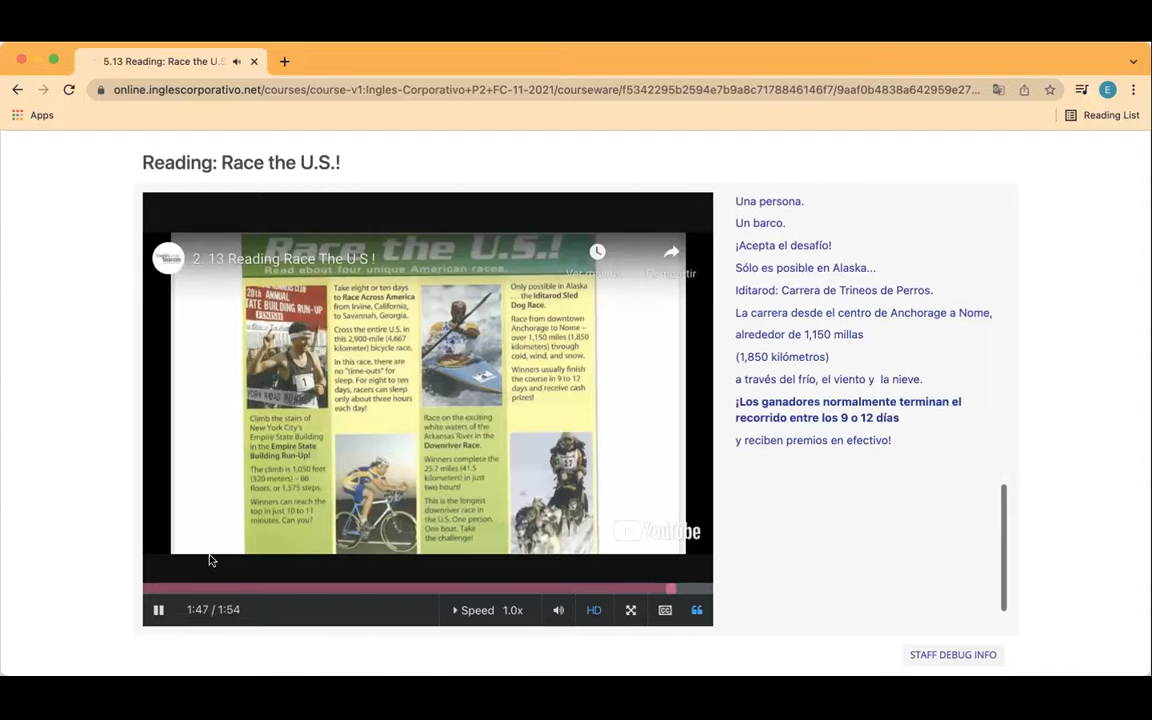 5.13 Reading: Race the U.S
online.inglescorporativo.net/courses/course-v1:Ingles-Corporativo+P2+FC-11-2021/courseware/f5342295b2594e7b9a8c7178846146f7/9aaf0b4838a642959e27...
E
Apps
Reading List
Reading: Race the U.S.!
2. 13 Reading Race The U S !
Race the U.S.!
Read about four unique American races.
20th ANNUAL
TATE BUILDING RUN-UP
FINISH
1
YORK ROAD RUN
Climb the stairs of
New York City's
Empire State Building
in the Empire State
Building Run-Up!
The climb is 1,050 feet
(320 meters) – 86
floors, or 1,575 steps.
Winners can reach the
top in just 10 to 11
minutes. Can you?
Take eight or ten days
to Race Across America
from Irvine, California,
to Savannah, Georgia.
Cross the entire U.S. in
this 2,900-mile (4,667
kilometer) bicycle race.
In this race, there are
no "time-outs" for
sleep. For eight to ten
days, racers can sleep
only about three hours
each day!
Race on the exciting
white waters of the
Arkansas River in the
Downriver Race.
Winners complete the
25.7 miles (41.5
kilometers) in just
two hours!
This is the longest
downriver race in
the U.S. One person.
One boat. Take
the challenge!
Only possible in Alaska
... the Iditarod Sled
Dog Race.
Race from downtown
Anchorage to Nome –
over 1,150 miles (1,850
kilometers) through
cold, wind, and snow.
Winners usually finish
the course in 9 to 12
days and receive cash
prizes!
YouTube
1:47 / 1:54
Speed 1.0x
HD
Una persona.
Un barco.
¡Acepta el desafío!
Sólo es posible en Alaska...
Iditarod: Carrera de Trineos de Perros.
La carrera desde el centro de Anchorage a Nome,
alrededor de 1,150 millas
(1,850 kilómetros)
a través del frío, el viento y la nieve.
¡Los ganadores normalmente terminan el
recorrido entre los 9 o 12 días
y reciben premios en efectivo!
STAFF DEBUG INFO